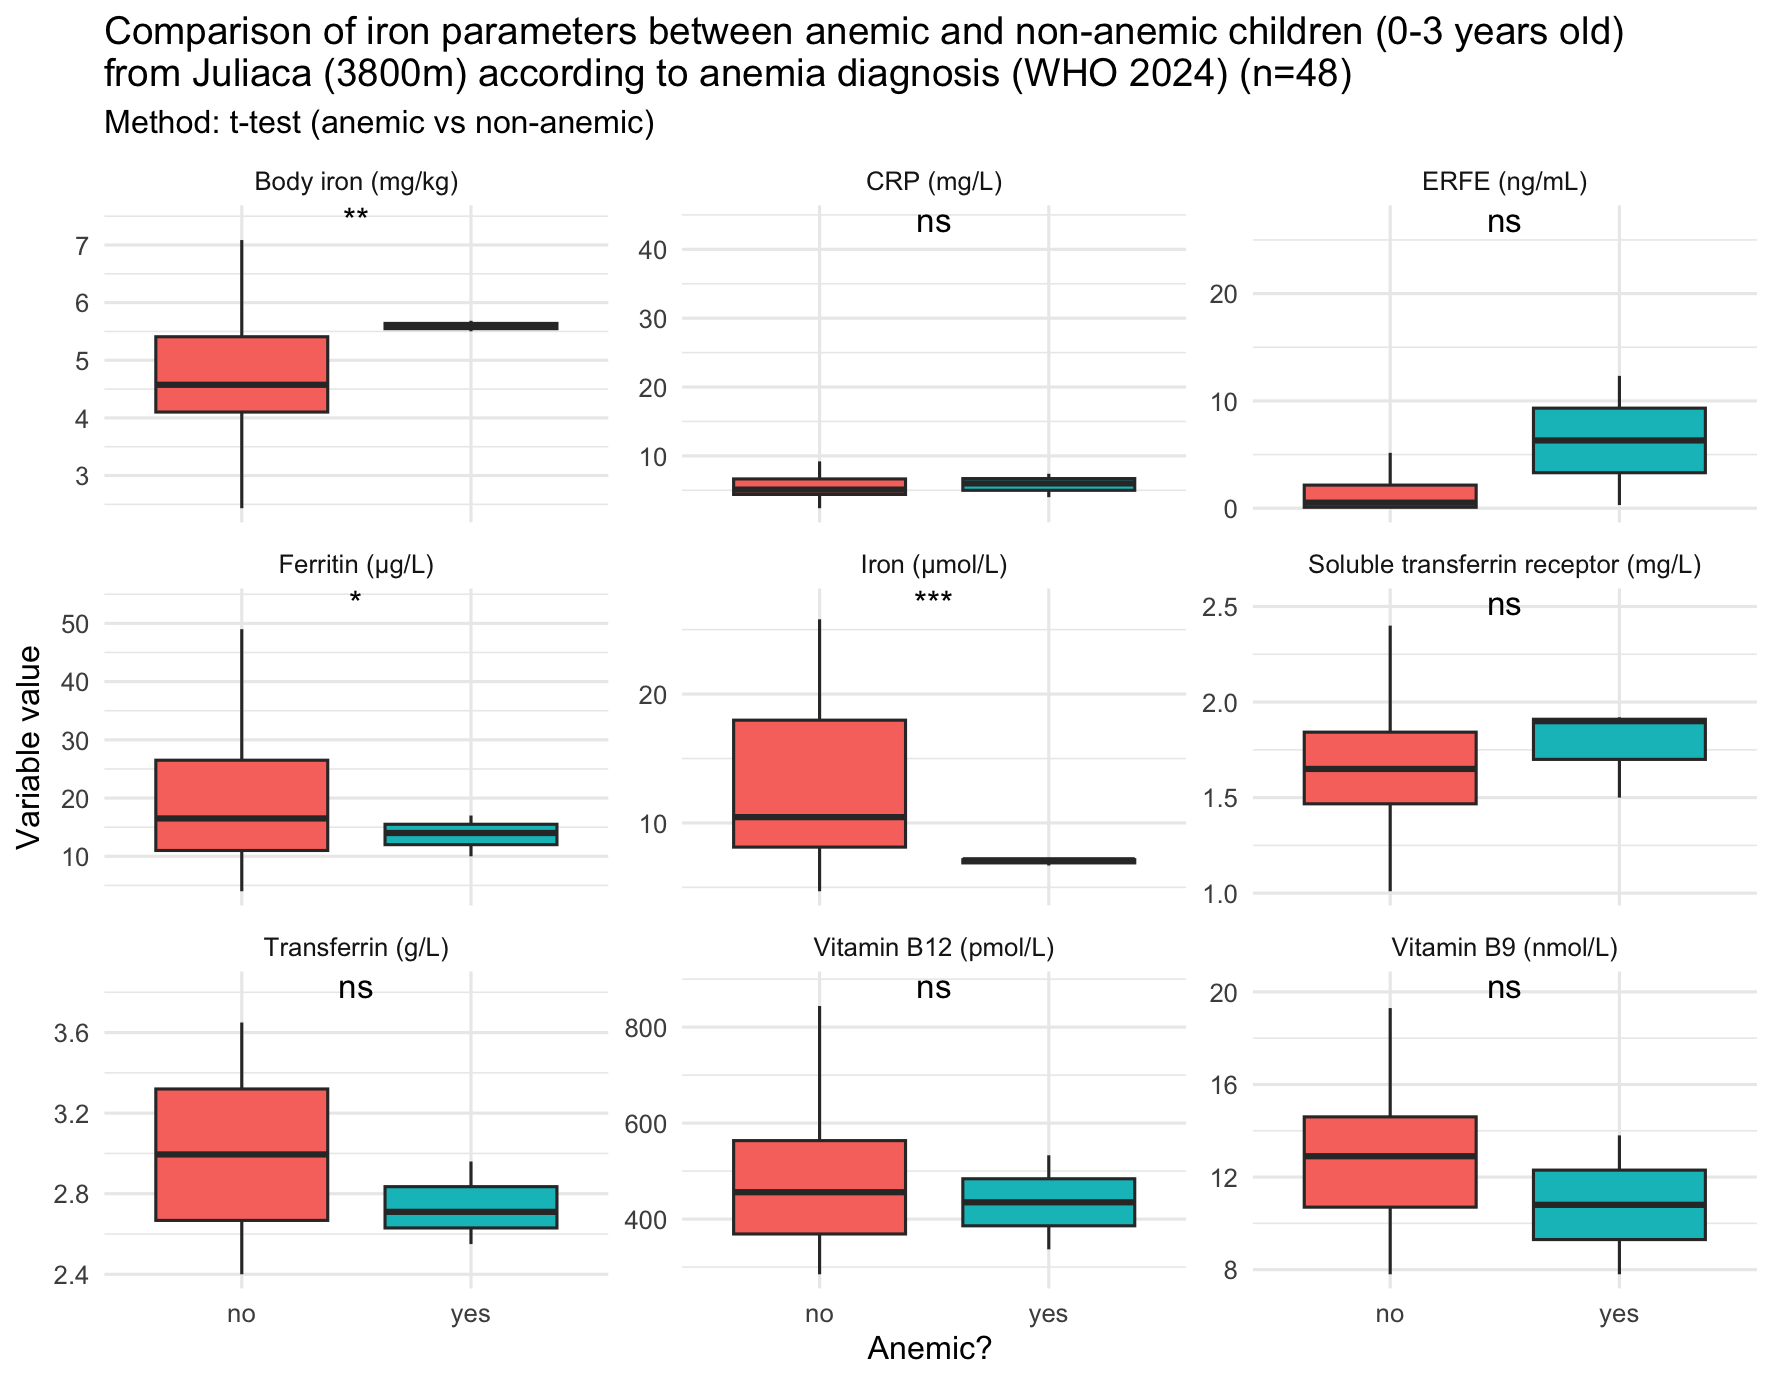 Comparison of iron parameters between anemic and non-anemic children (0-3 years old)
from Juliaca (3800m) according to anemia diagnosis (WHO 2024) (n=48)
Method: t-test (anemic vs non-anemic)
Body iron (mg/kg)
**
7
6
5
4
3
CRP (mg/L)
ns
40
30
20
10
ERFE (ng/mL)
ns
20
10
0
Variable value
Ferritin (µg/L)
*
50
40
30
20
10
Iron (µmol/L)
***
20
10
Soluble transferrin receptor (mg/L)
ns
2.5
2.0
1.5
1.0
Transferrin (g/L)
ns
3.6
3.2
2.8
2.4
no yes
Vitamin B12 (pmol/L)
ns
800
600
400
no yes
Vitamin B9 (nmol/L)
ns
20
16
12
8
no yes
Anemic?